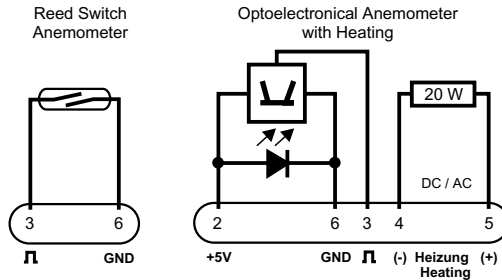 Reed Switch
Anemometer
Optoelectronical Anemometer
with Heating
20 W
DC / AC
3
6
2
6
3
4
5
GND
+5V
GND
(-)
Heizung
(+)
Heating